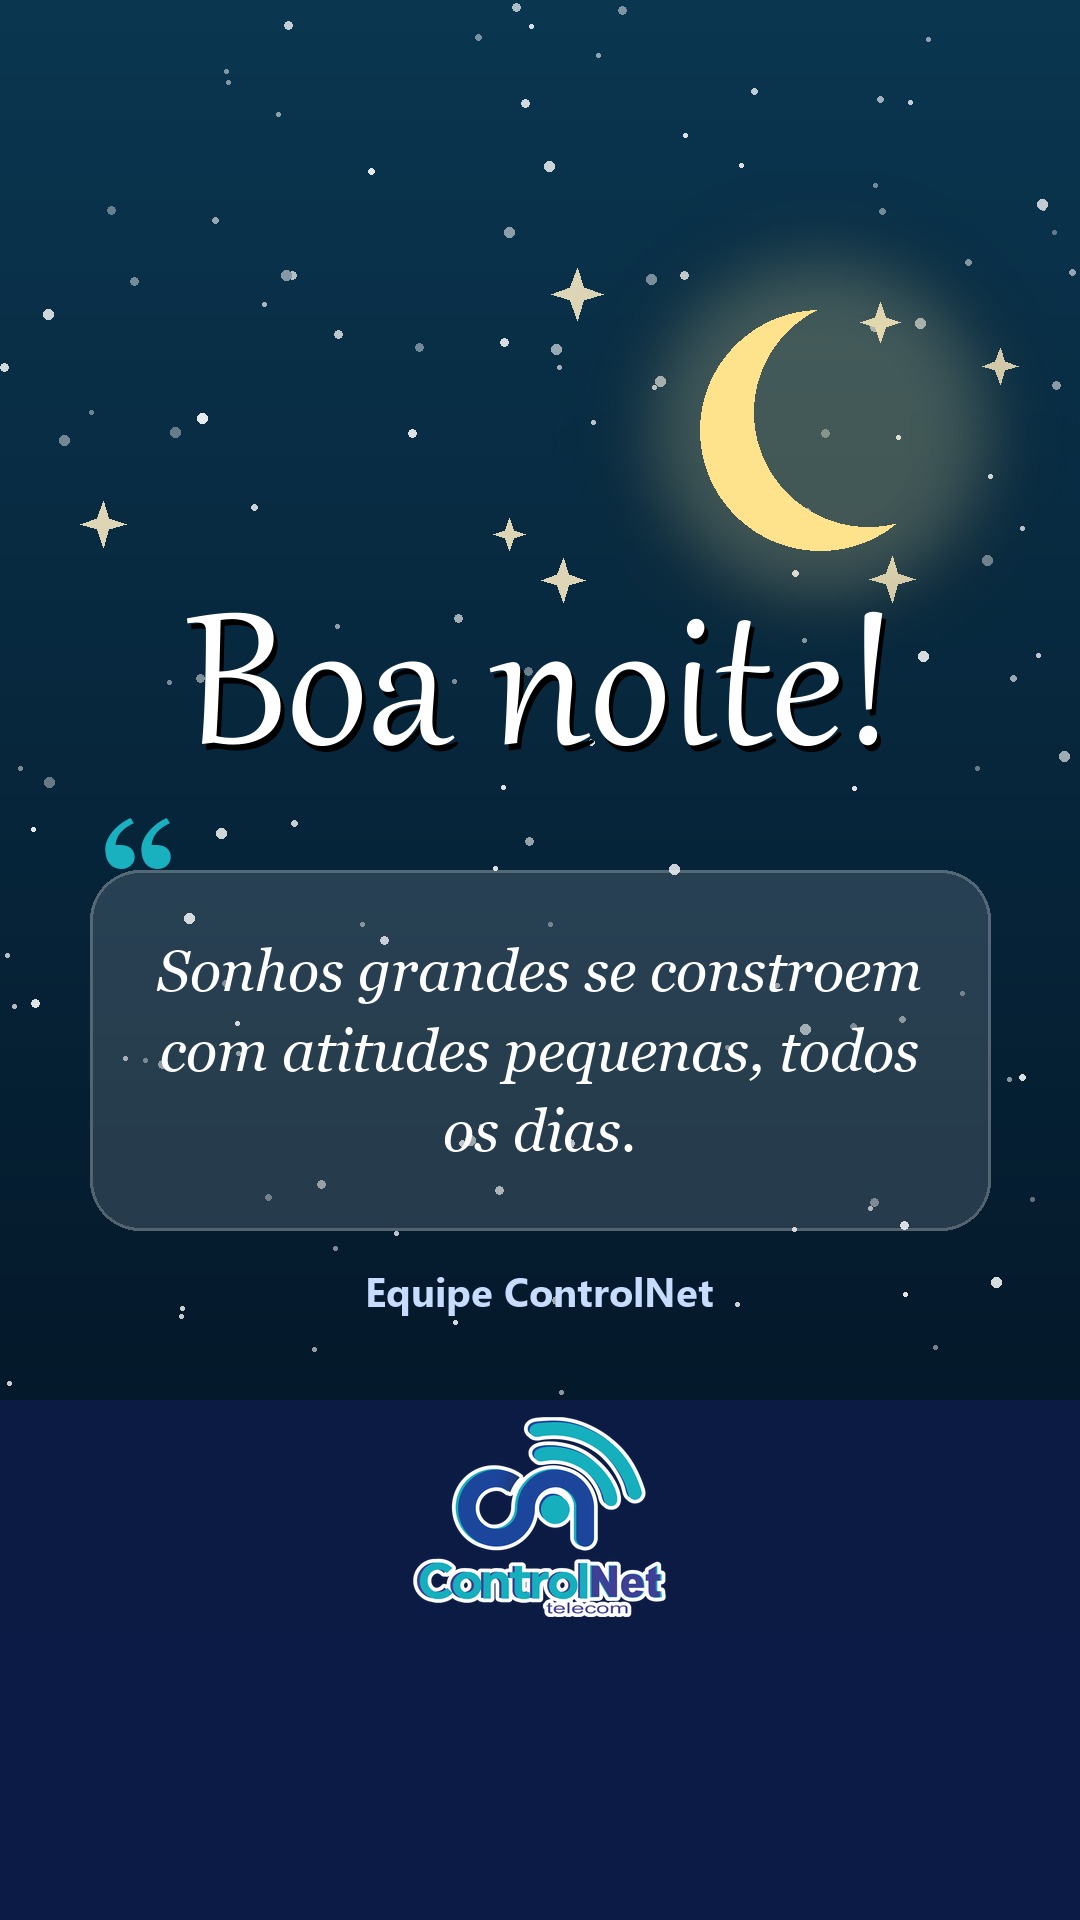 Boa noite!
“
Sonhos grandes se constroem
com atitudes pequenas, todos
os dias.
Equipe ControlNet
ControlNet
telecom